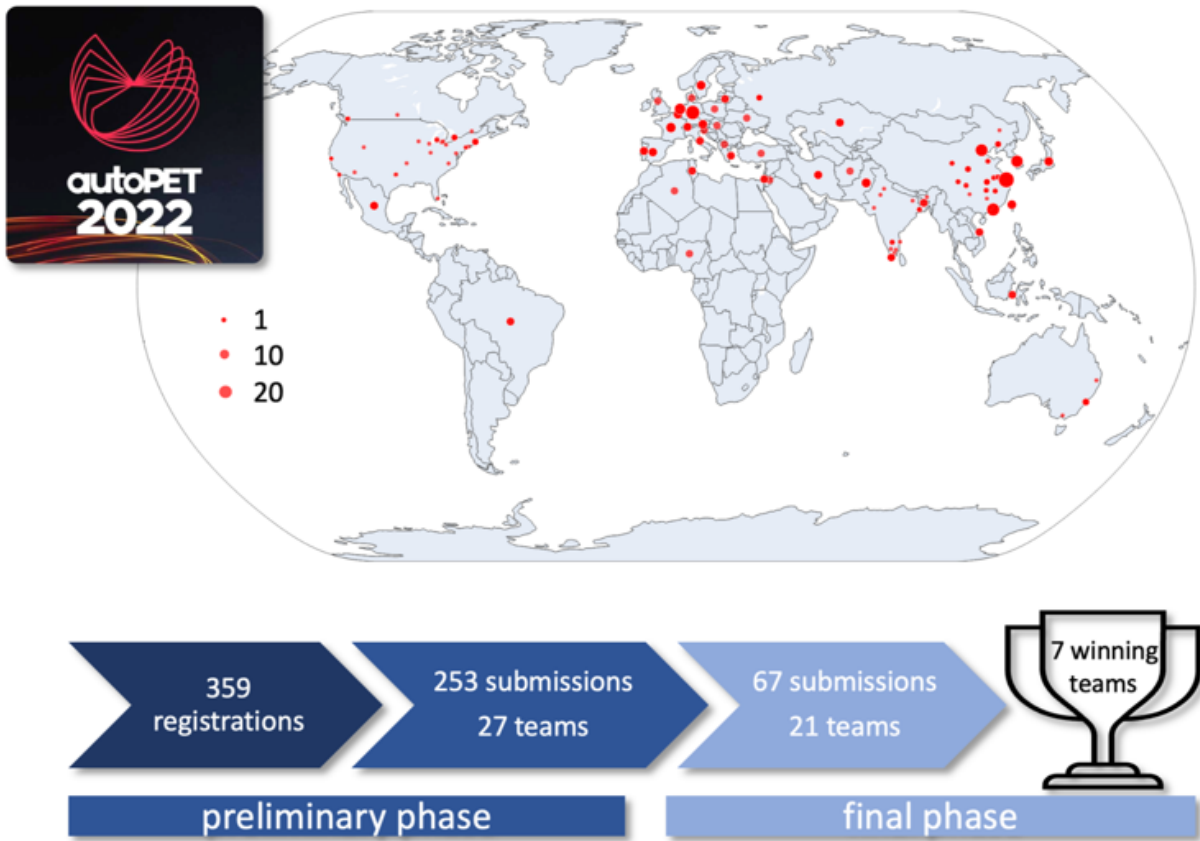 autoPET
2022
1
10
20
359
registrations
253 submissions
27 teams
67 submissions
21 teams
7 winning
teams
preliminary phase
final phase